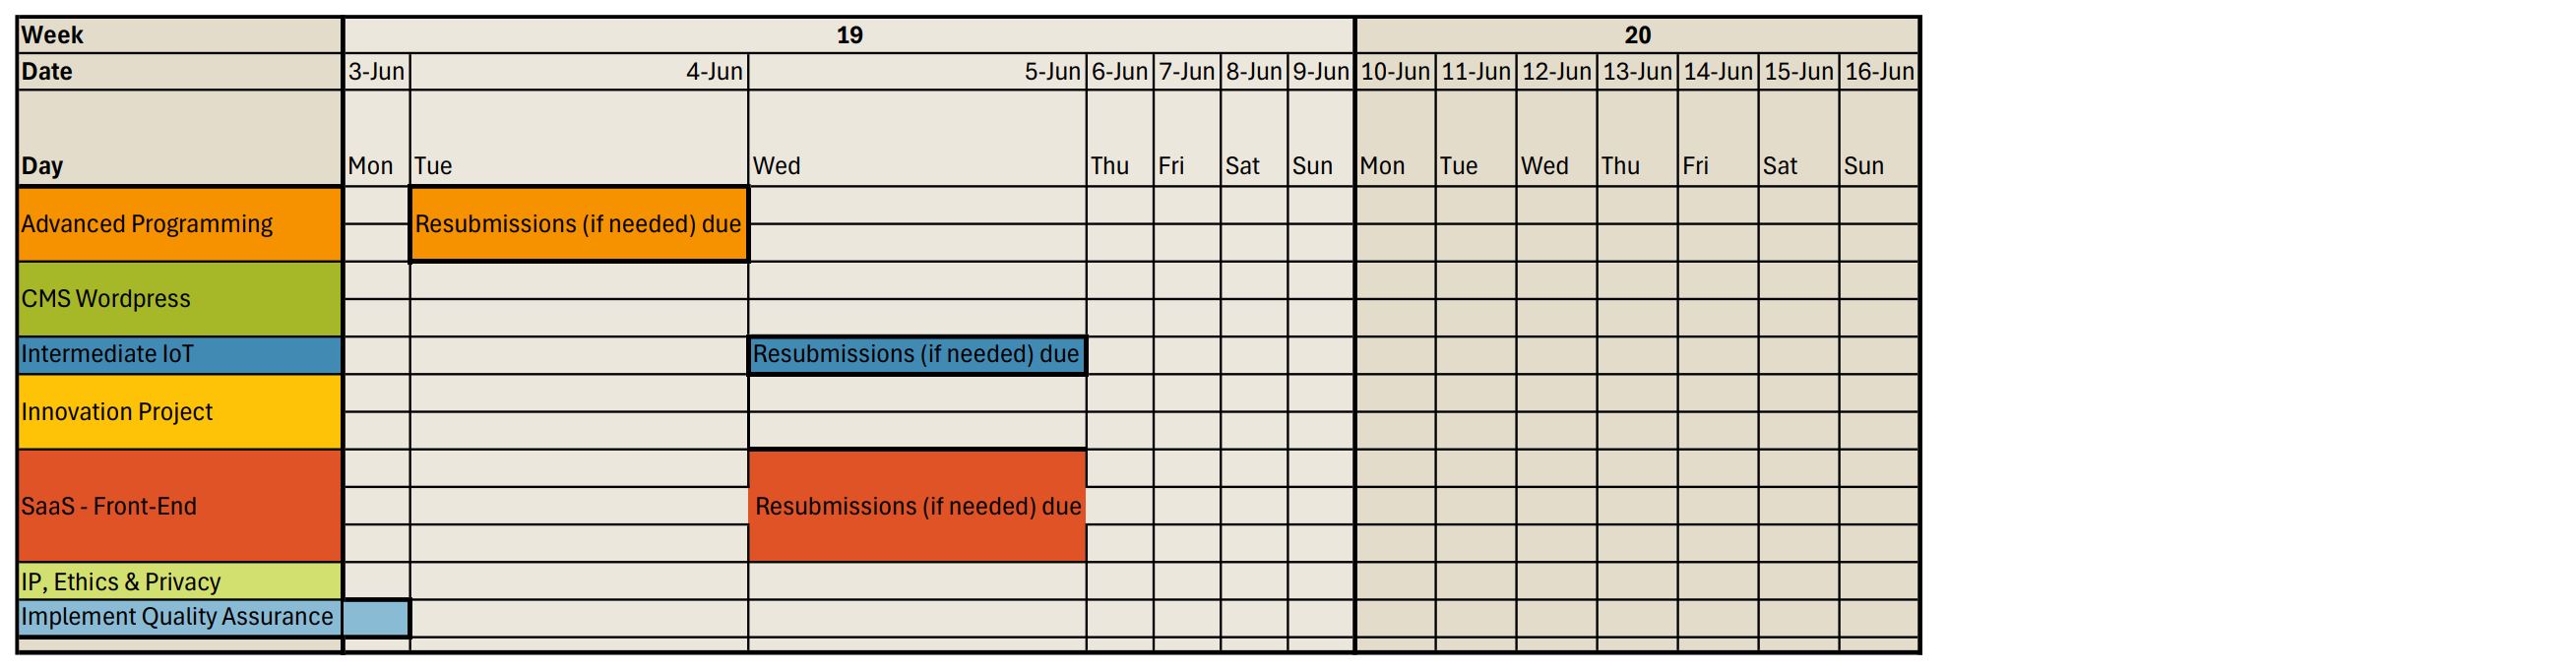 Week 19 20
Date 3-Jun 4-Jun 5-Jun 6-Jun 7-Jun 8-Jun 9-Jun 10-Jun 11-Jun 12-Jun 13-Jun 14-Jun 15-Jun 16-Jun
Day Mon Tue Wed Thu Fri Sat Sun Mon Tue Wed Thu Fri Sat Sun
Advanced Programming Resubmissions (if needed) due
CMS Wordpress
Intermediate IoT Resubmissions (if needed) due
Innovation Project
SaaS - Front-End Resubmissions (if needed) due
IP, Ethics & Privacy
Implement Quality Assurance